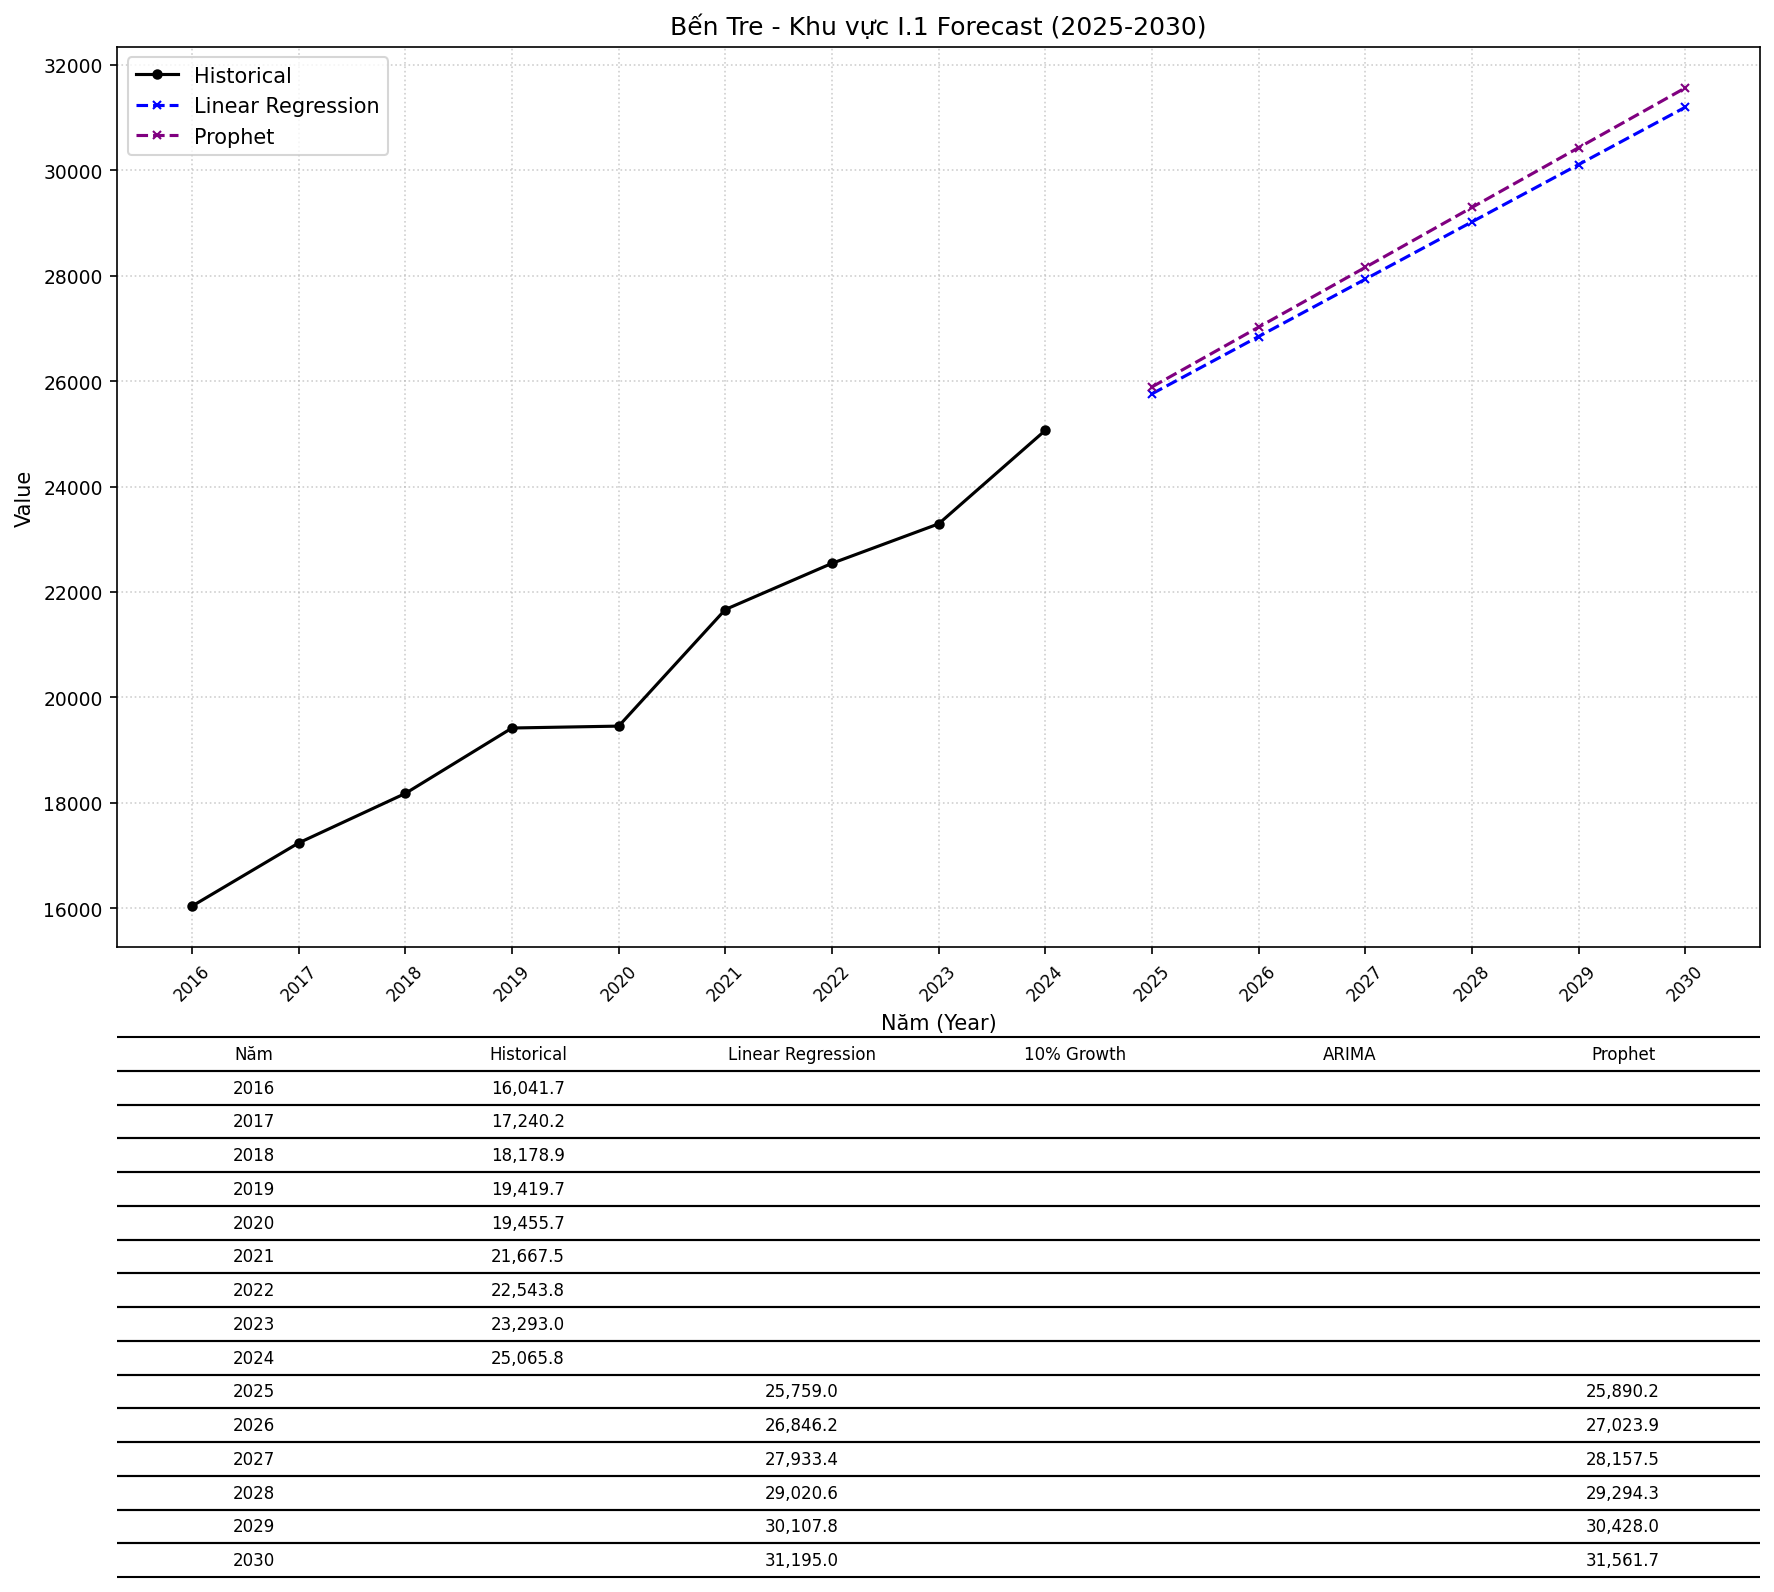 Bến Tre - Khu vực I.1 Forecast (2025-2030)
Historical
Linear Regression
Prophet
32000
30000
28000
26000
24000
22000
20000
18000
16000
Value
2016 2017 2018 2019 2020 2021 2022 2023 2024 2025 2026 2027 2028 2029 2030
Năm (Year)
Năm Historical Linear Regression 10% Growth ARIMA Prophet
2016 16,041.7
2017 17,240.2
2018 18,178.9
2019 19,419.7
2020 19,455.7
2021 21,667.5
2022 22,543.8
2023 23,293.0
2024 25,065.8
2025 25,759.0 25,890.2
2026 26,846.2 27,023.9
2027 27,933.4 28,157.5
2028 29,020.6 29,294.3
2029 30,107.8 30,428.0
2030 31,195.0 31,561.7